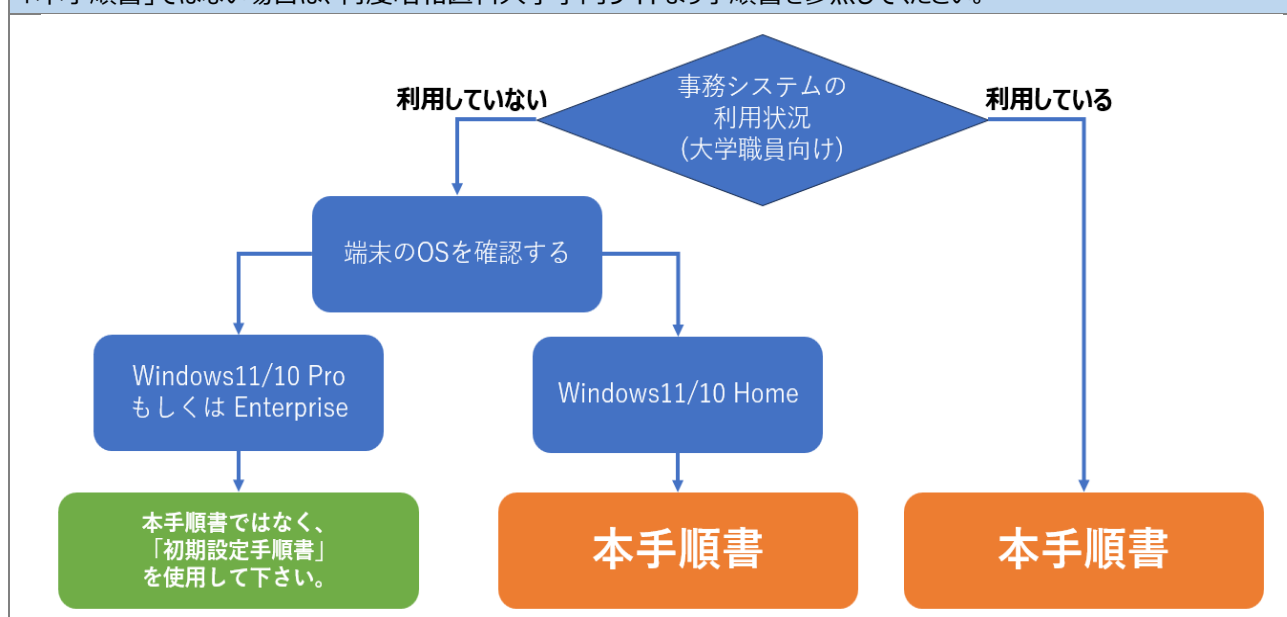 事務システムの
利用状況
(大学職員向け)
利用していない
利用している
端末のOSを確認する
Windows11/10 Pro
もしくは Enterprise
Windows11/10 Home
本手順書ではなく、
「初期設定手順書」
を使用して下さい。
本手順書
本手順書